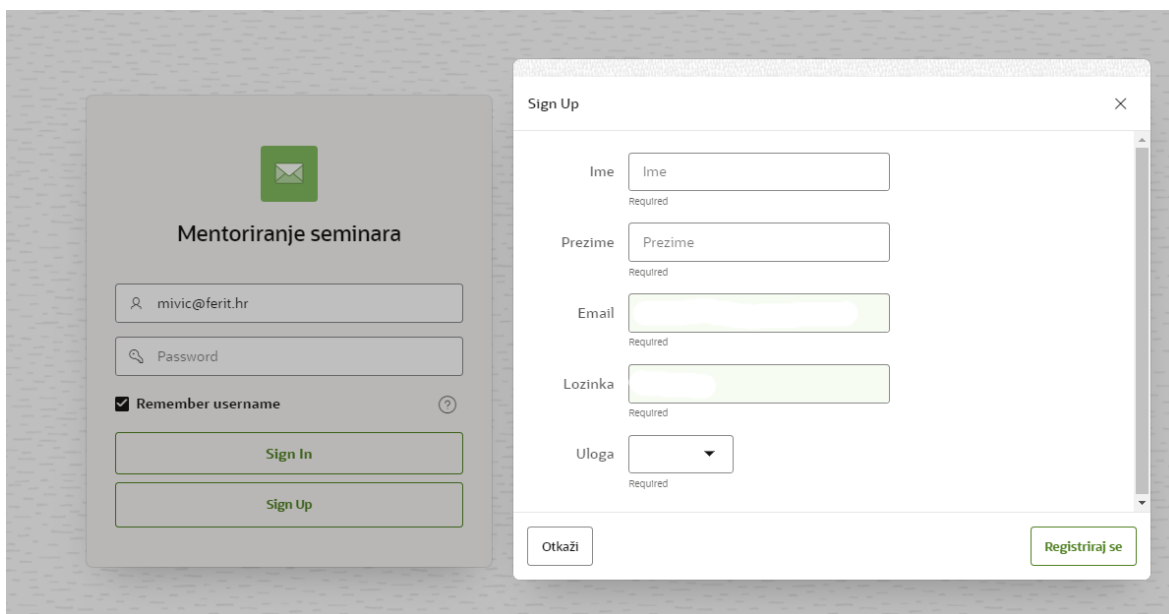 Mentoriranje seminara
mivic@ferit.hr
Password
Remember username
Sign In
Sign Up
Sign Up
Ime
Ime
Required
Prezime
Prezime
Required
Email
Required
Lozinka
Required
Uloga
Required
Otkaži
Registriraj se